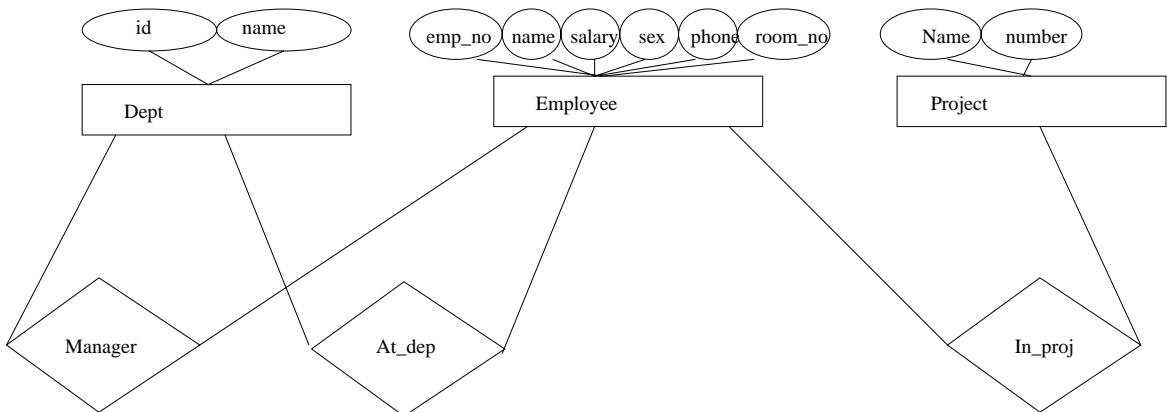 id name emp_no name salary sex phone room_no Name number
Dept Employee Project
Manager At_dep In_proj